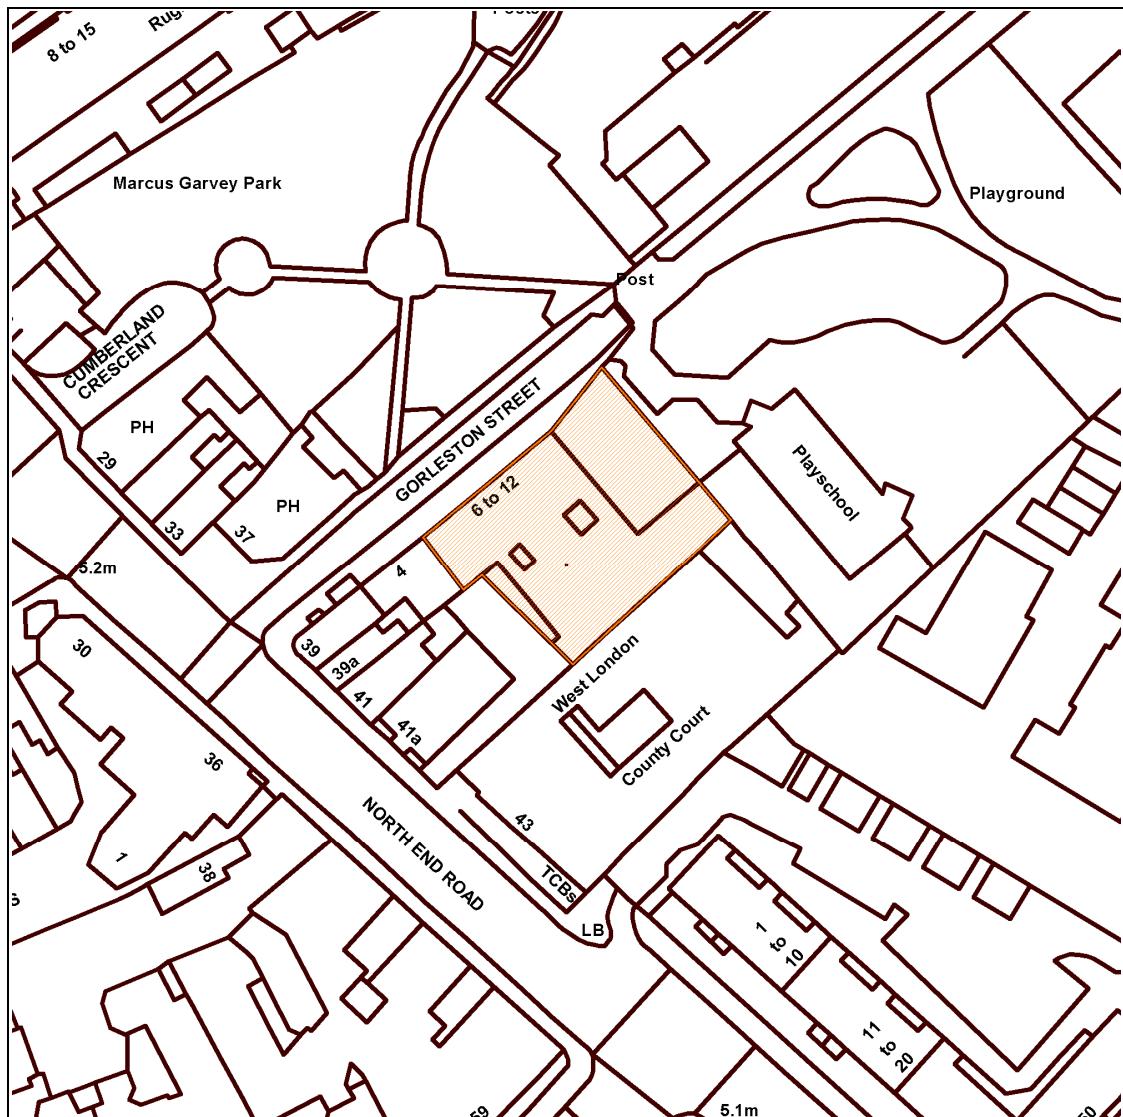 8 to 15
Marcus Garvey Park
Playground
Post
CUMBERLAND
CRESCENT
PH
29
33
37
PH
GORLESTON STREET
6 to 12
Playschool
5.2m
4
39
39a
41
41a
30
36
1
38
West London
County Court
43
TCBs
NORTH END ROAD
LB
1
to
10
11
to
20
5.1m